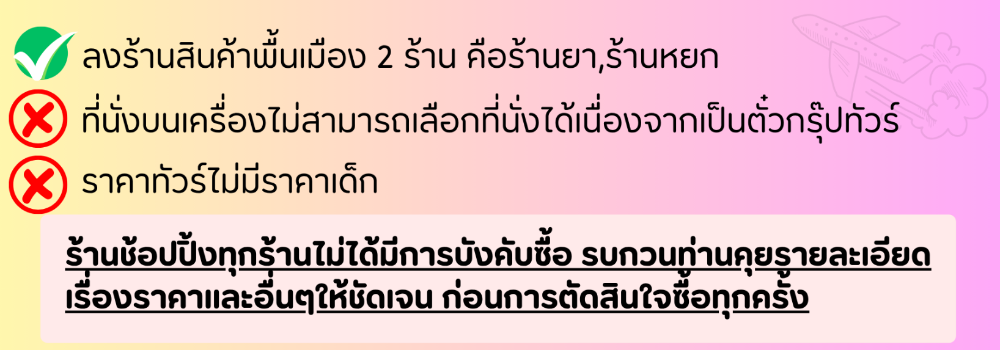 ลงร้านสินค้าพื้นเมือง 2 ร้าน คือร้านยา,ร้านหยก
ที่นั่งบนเครื่องไม่สามารถเลือกที่นั่งได้เนื่องจากเป็นตั๋วกรุ๊ปทัวร์
ราคาทัวร์ไม่มีราคาเด็ก
ร้านช้อปปิ้งทุกร้านไม่ได้มีการบังคับซื้อ รบกวนท่านคุยรายละเอียด
เรื่องราคาและอื่นๆให้ชัดเจน ก่อนการตัดสินใจซื้อทุกครั้ง